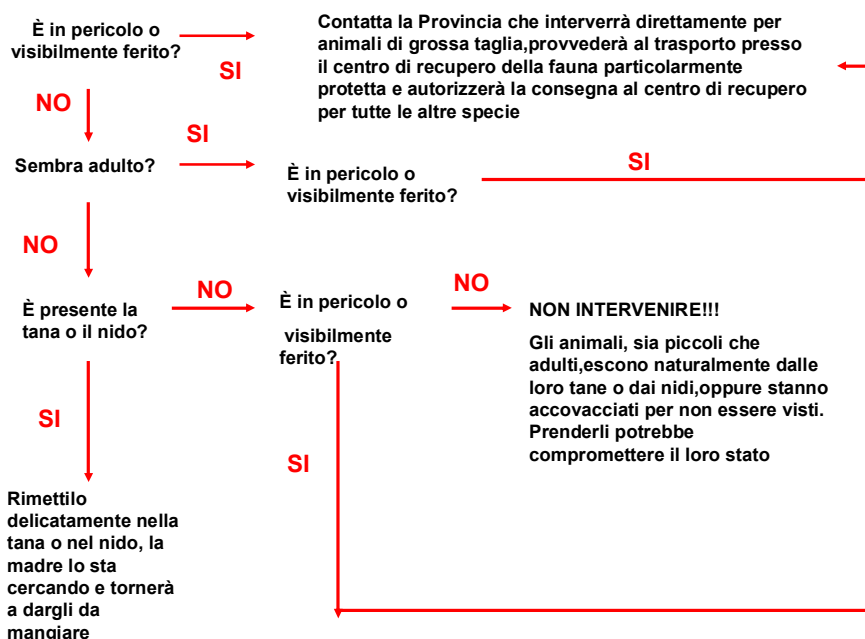 È in pericolo o
visibilmente ferito?
SI
Contatta la Provincia che interverrà direttamente per
animali di grossa taglia,provvederà al trasporto presso
il centro di recupero della fauna particolarmente
protetta e autorizzerà la consegna al centro di recupero
per tutte le altre specie
NO
Sembra adulto?
SI
È in pericolo o
visibilmente ferito?
SI
NO
È presente la
tana o il nido?
NO
È in pericolo o
visibilmente
ferito?
NO
NON INTERVENIRE!!!
Gli animali, sia piccoli che
adulti,escono naturalmente dalle
loro tane o dai nidi,oppure stanno
accovacciati per non essere visti.
Prenderli potrebbe
compromettere il loro stato
SI
SI
Rimettilo
delicatamente nella
tana o nel nido, la
madre lo sta
cercando e tornerà
a dargli da
mangiare